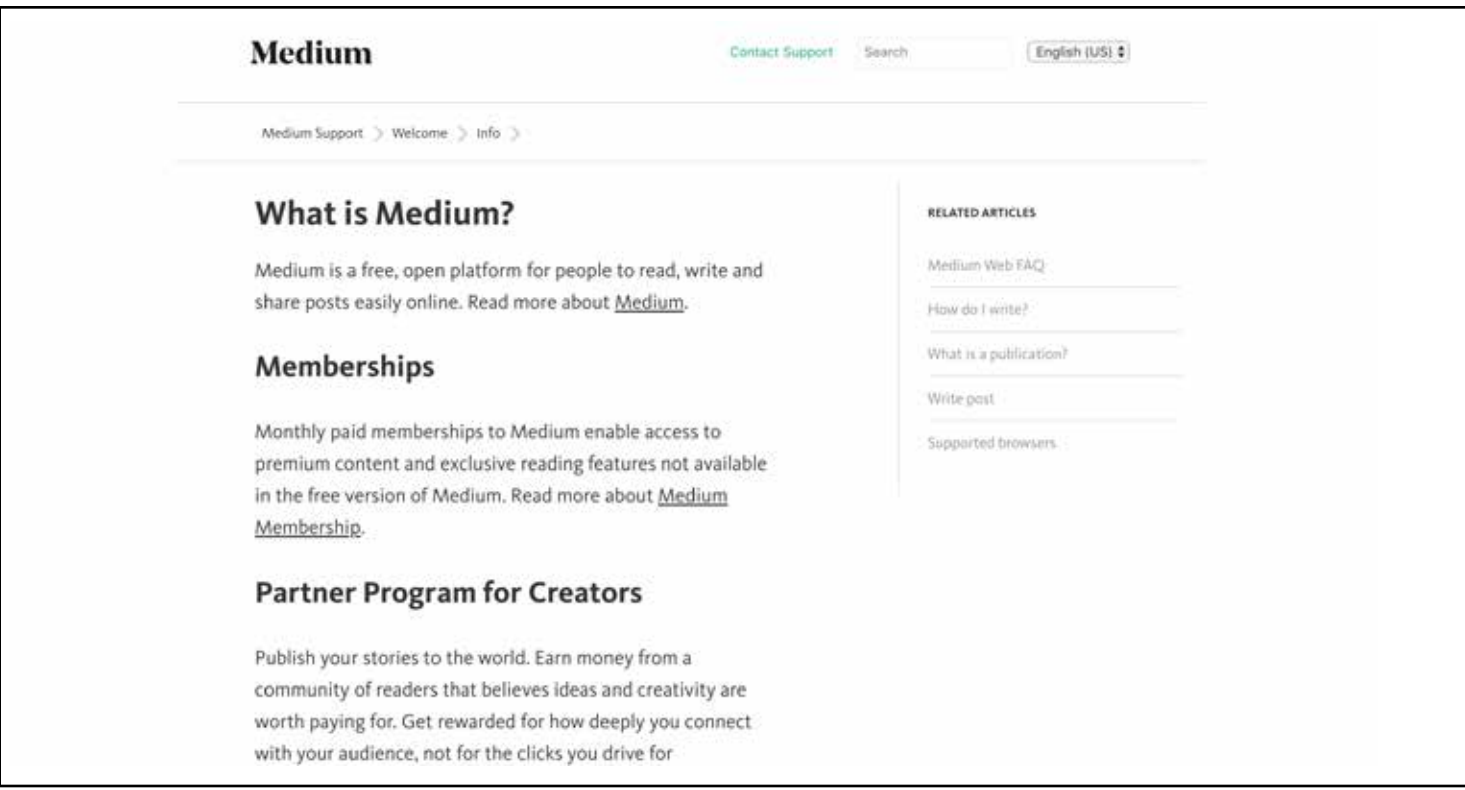 Medium
Contact Support
Search
English (US)
Medium Support
Welcome
Info
What is Medium?
Medium is a free, open platform for people to read, write and
share posts easily online. Read more about Medium.
Memberships
Monthly paid memberships to Medium enable access to
premium content and exclusive reading features not available
in the free version of Medium. Read more about Medium
Membership.
Partner Program for Creators
Publish your stories to the world. Earn money from a
community of readers that believes ideas and creativity are
worth paying for. Get rewarded for how deeply you connect
with your audience, not for the clicks you drive for
RELATED ARTICLES
Medium Web FAQ
How do I write?
What is a publication?
Write post
Supported browsers